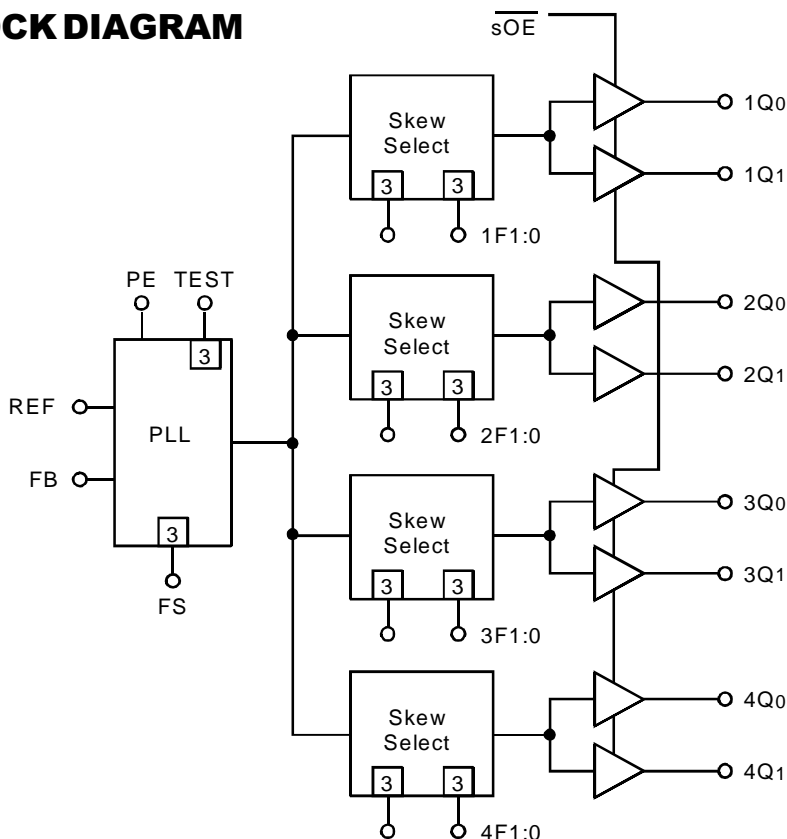 OCK DIAGRAM
sOE
1Q0
Skew
Select
1Q1
3 3
1F1:0
PE TEST
2Q0
Skew
Select
3
2Q1
3 3
REF
PLL
2F1:0
FB
3Q0
Skew
Select
3
3Q1
FS
3 3
3F1:0
4Q0
Skew
Select
4Q1
3 3
4F1:0